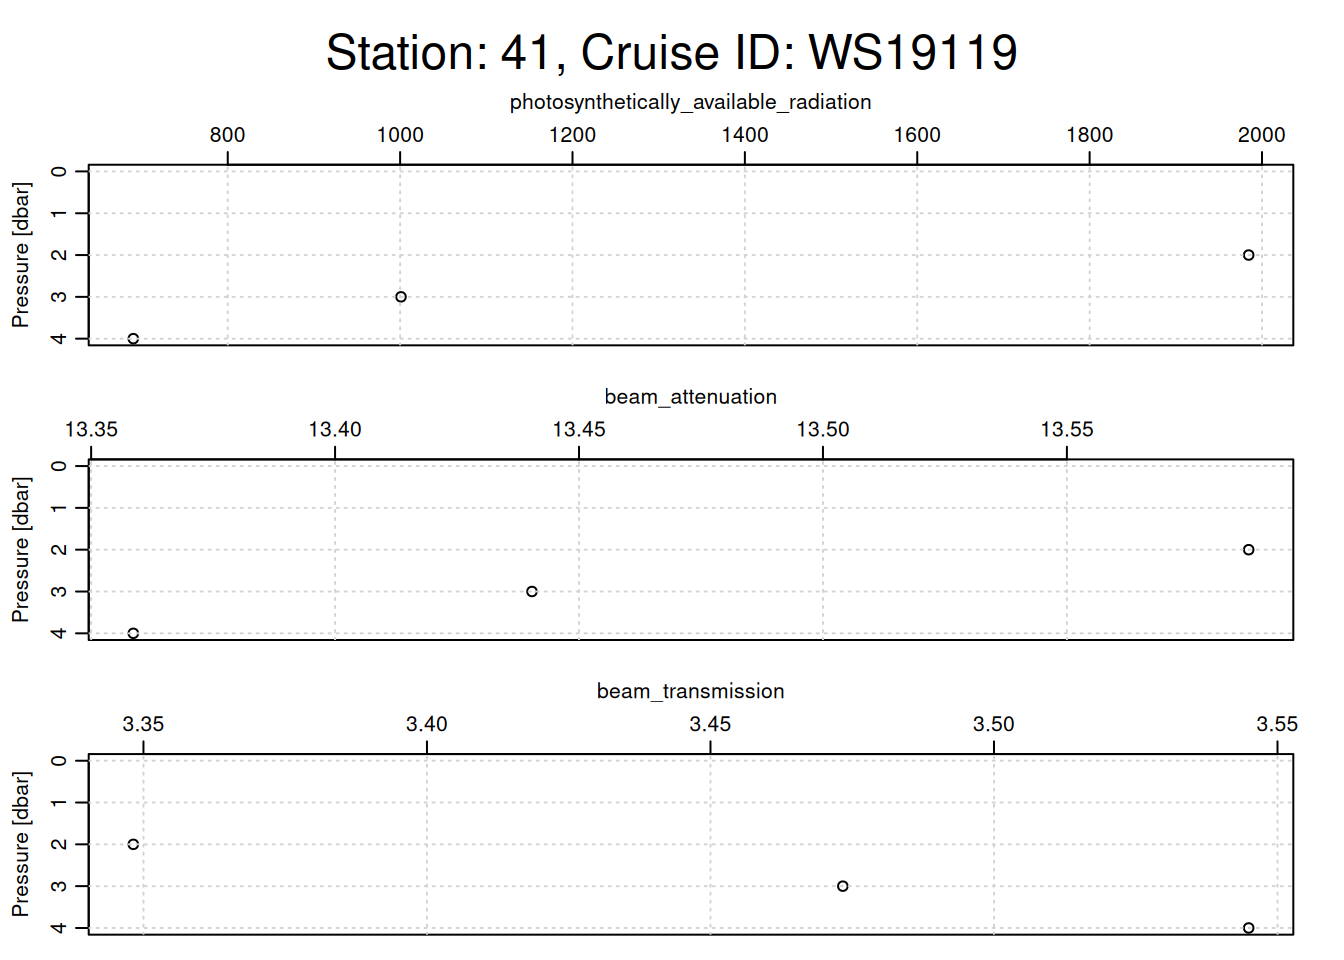 Station: 41, Cruise ID: WS19119
photosynthetically_available_radiation
800 1000 1200 1400 1600 1800 2000
Pressure [dbar]
0
1
2
3
4
beam_attenuation
13.35 13.40 13.45 13.50 13.55
Pressure [dbar]
0
1
2
3
4
beam_transmission
3.35 3.40 3.45 3.50 3.55
Pressure [dbar]
0
1
2
3
4